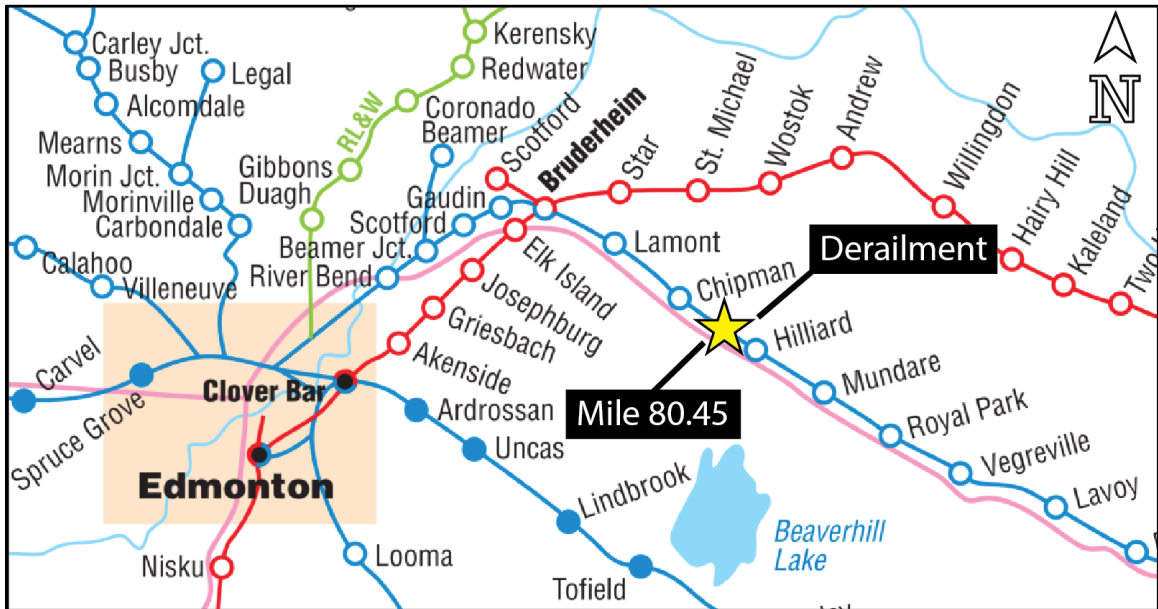 Carley Jct.
Busby
Legal
Alcomdale
Mearns
Morin Jct.
Morinville
Carbondale
Calahoo
Villeneuve
Kerensky
Redwater
RL&W
Coronado
Beamer
Gibbons
Duagh
Gaudin
Scotford
Beamer Jct.
River Bend
Scotford
Bruderheim
Star
St. Michael
Wostok
Andrew
Willingdon
Hairy Hill
Kaleland
N
Elk Island
Josephburg
Griesbach
Akenside
Lamont
Chipman
Derailment
Hilliard
Mile 80.45
Mundare
Royal Park
Vegreville
Lavoy
Carvel
Spruce Grove
Clover Bar
Edmonton
Ardrossan
Uncas
Lindbrook
Tofield
Beaverhill
Lake
Nisku
Looma